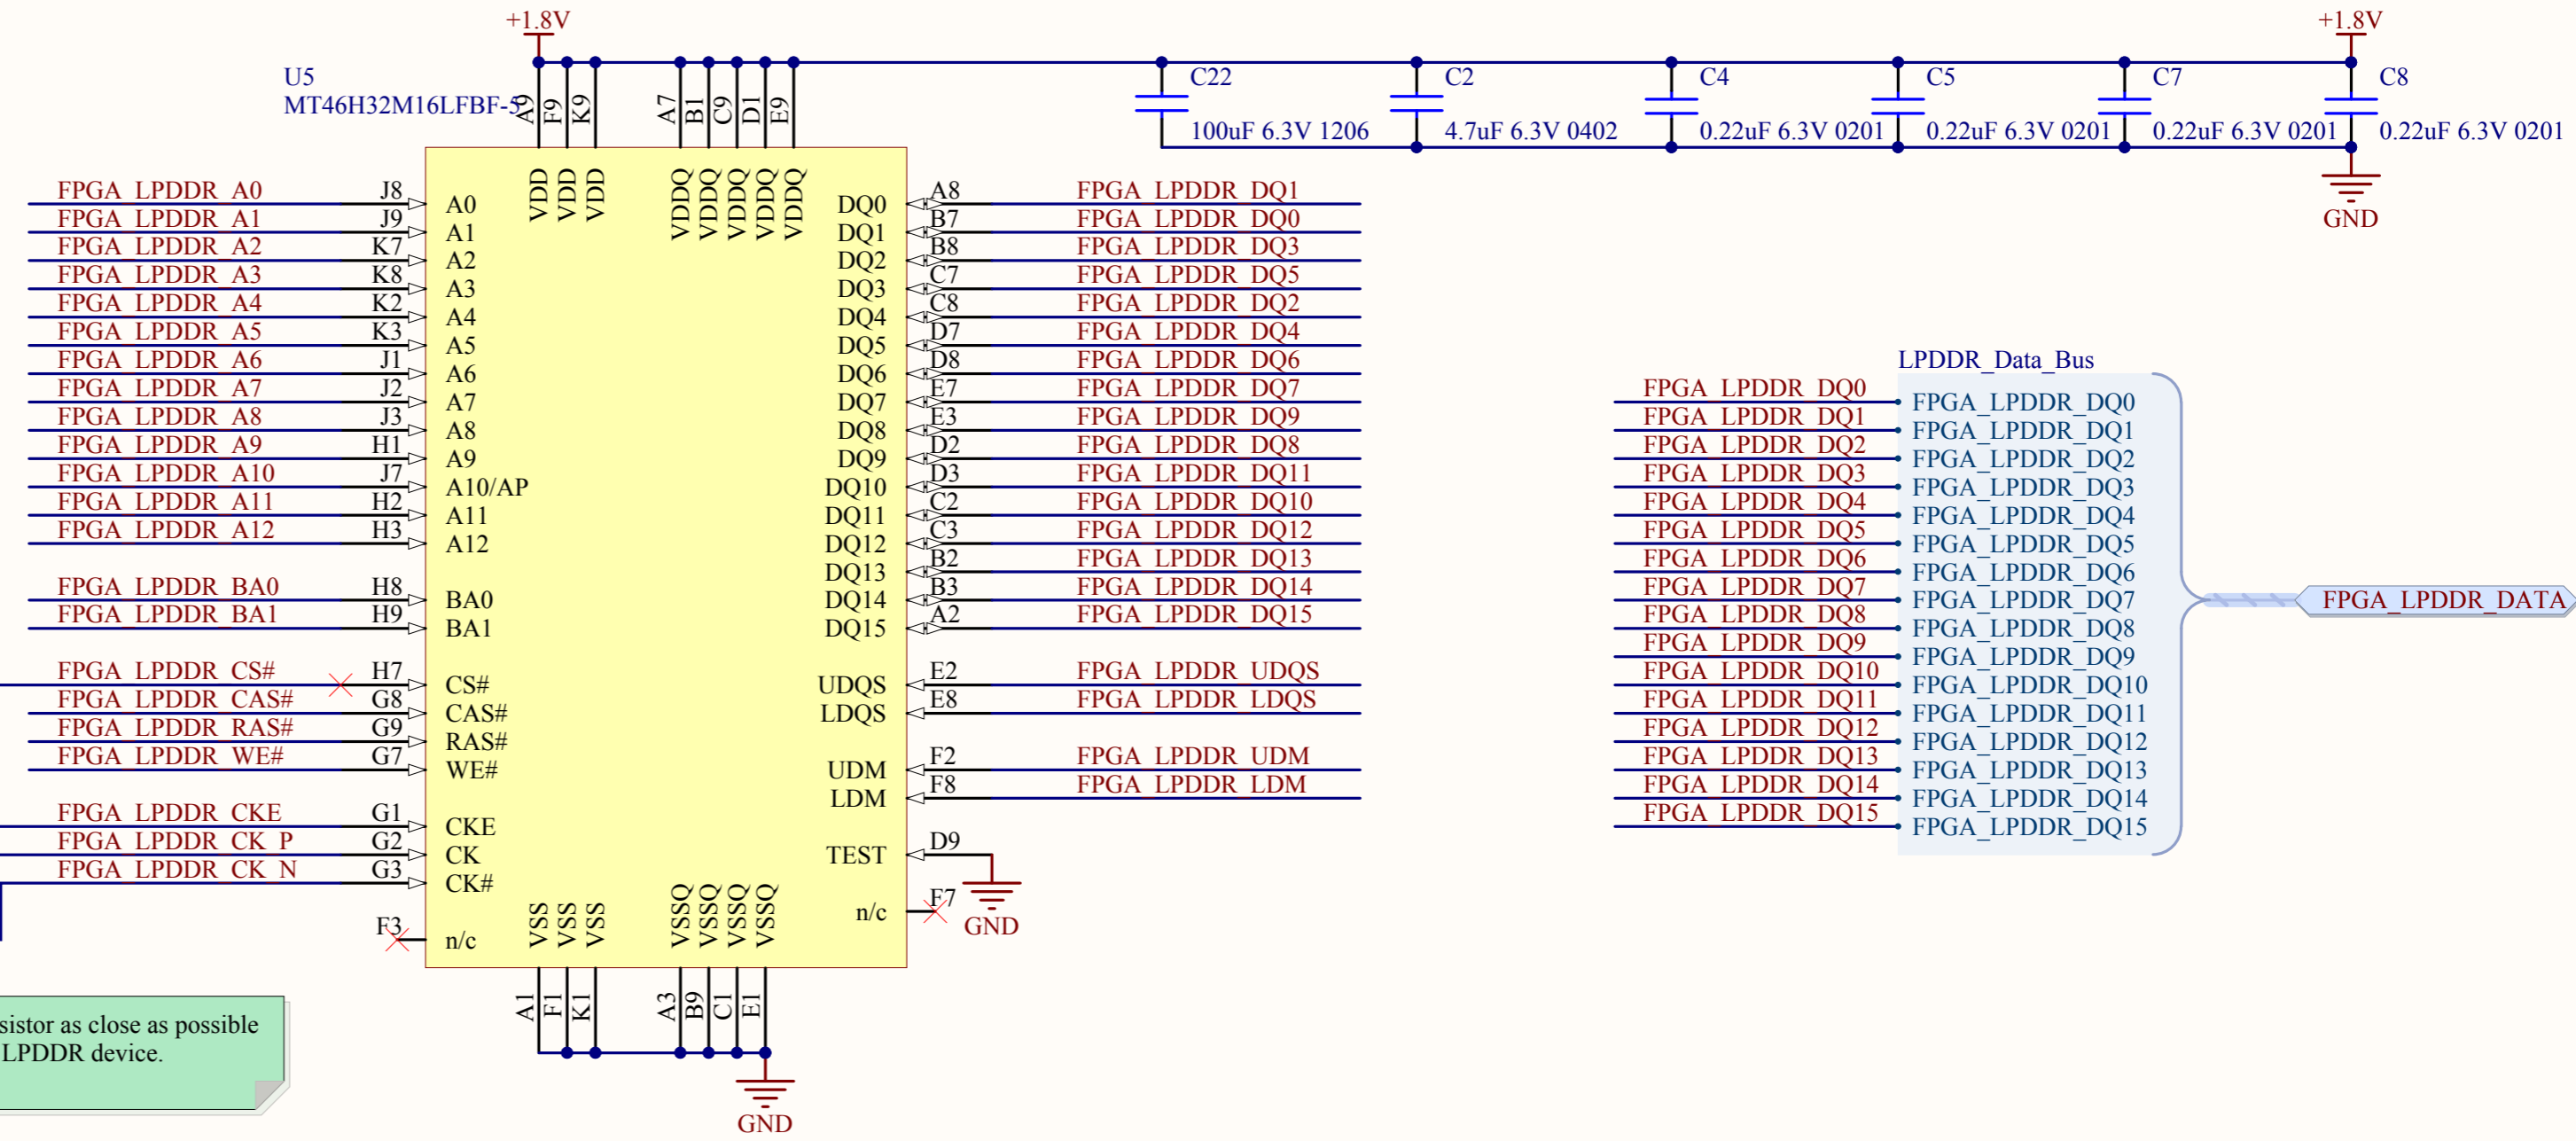 +1.8V
+1.8V
U5
MT46H32M16LFBF-5
A9
F9
K9
A7
B1
C9
D1
E9
C22
100uF 6.3V 1206
C2
4.7uF 6.3V 0402
C4
0.22uF 6.3V 0201
C5
0.22uF 6.3V 0201
C7
0.22uF 6.3V 0201
C8
0.22uF 6.3V 0201
GND
VDD
VDD
VDD
VDDQ
VDDQ
VDDQ
VDDQ
VDDQ
FPGA_LPDDR_A0 J8 A0
FPGA_LPDDR_A1 J9 A1
FPGA_LPDDR_A2 K7 A2
FPGA_LPDDR_A3 K8 A3
FPGA_LPDDR_A4 K2 A4
FPGA_LPDDR_A5 K3 A5
FPGA_LPDDR_A6 J1 A6
FPGA_LPDDR_A7 J2 A7
FPGA_LPDDR_A8 J3 A8
FPGA_LPDDR_A9 H1 A9
FPGA_LPDDR_A10 J7 A10/AP
FPGA_LPDDR_A11 H2 A11
FPGA_LPDDR_A12 H3 A12
FPGA_LPDDR_BA0 H8 BA0
FPGA_LPDDR_BA1 H9 BA1
FPGA_LPDDR_CS# H7 CS#
FPGA_LPDDR_CAS# G8 CAS#
FPGA_LPDDR_RAS# G9 RAS#
FPGA_LPDDR_WE# G7 WE#
FPGA_LPDDR_CKE G1 CKE
FPGA_LPDDR_CK_P G2 CK
FPGA_LPDDR_CK_N G3 CK#
F3 n/c
DQ0 A8 FPGA_LPDDR_DQ1
DQ1 B7 FPGA_LPDDR_DQ0
DQ2 B8 FPGA_LPDDR_DQ3
DQ3 C7 FPGA_LPDDR_DQ5
DQ4 C8 FPGA_LPDDR_DQ2
DQ5 D7 FPGA_LPDDR_DQ4
DQ6 D8 FPGA_LPDDR_DQ6
DQ7 E7 FPGA_LPDDR_DQ7
DQ8 E3 FPGA_LPDDR_DQ9
DQ9 D2 FPGA_LPDDR_DQ8
DQ10 D3 FPGA_LPDDR_DQ11
DQ11 C2 FPGA_LPDDR_DQ10
DQ12 C3 FPGA_LPDDR_DQ12
DQ13 B2 FPGA_LPDDR_DQ13
DQ14 B3 FPGA_LPDDR_DQ14
DQ15 A2 FPGA_LPDDR_DQ15
UDQS E2 FPGA_LPDDR_UDQS
LDQS E8 FPGA_LPDDR_LDQS
UDM F2 FPGA_LPDDR_UDM
LDM F8 FPGA_LPDDR_LDM
TEST D9
GND
n/c F7
VSS
VSS
VSS
VSSQ
VSSQ
VSSQ
VSSQ
A1
F1
K1
A3
B9
C1
E1
GND
LPDDR_Data_Bus
FPGA_LPDDR_DQ0 FPGA_LPDDR_DQ0
FPGA_LPDDR_DQ1 FPGA_LPDDR_DQ1
FPGA_LPDDR_DQ2 FPGA_LPDDR_DQ2
FPGA_LPDDR_DQ3 FPGA_LPDDR_DQ3
FPGA_LPDDR_DQ4 FPGA_LPDDR_DQ4
FPGA_LPDDR_DQ5 FPGA_LPDDR_DQ5
FPGA_LPDDR_DQ6 FPGA_LPDDR_DQ6
FPGA_LPDDR_DQ7 FPGA_LPDDR_DQ7
FPGA_LPDDR_DQ8 FPGA_LPDDR_DQ8
FPGA_LPDDR_DQ9 FPGA_LPDDR_DQ9
FPGA_LPDDR_DQ10 FPGA_LPDDR_DQ10
FPGA_LPDDR_DQ11 FPGA_LPDDR_DQ11
FPGA_LPDDR_DQ12 FPGA_LPDDR_DQ12
FPGA_LPDDR_DQ13 FPGA_LPDDR_DQ13
FPGA_LPDDR_DQ14 FPGA_LPDDR_DQ14
FPGA_LPDDR_DQ15 FPGA_LPDDR_DQ15
FPGA_LPDDR_DATA
sistor as close as possible
LPDDR device.